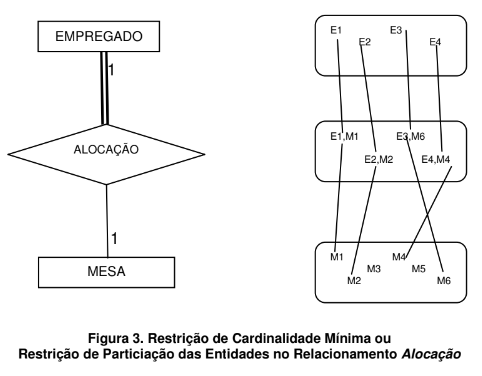 EMPREGADO
1
ALOCAÇÃO
1
MESA
E1
E2
E3
E4
E1,M1
E2,M2
E3,M6
E4,M4
M1
M2
M3
M4
M5
M6
Figura 3. Restrição de Cardinalidade Mínima ou
Restrição de Particiação das Entidades no Relacionamento Alocação